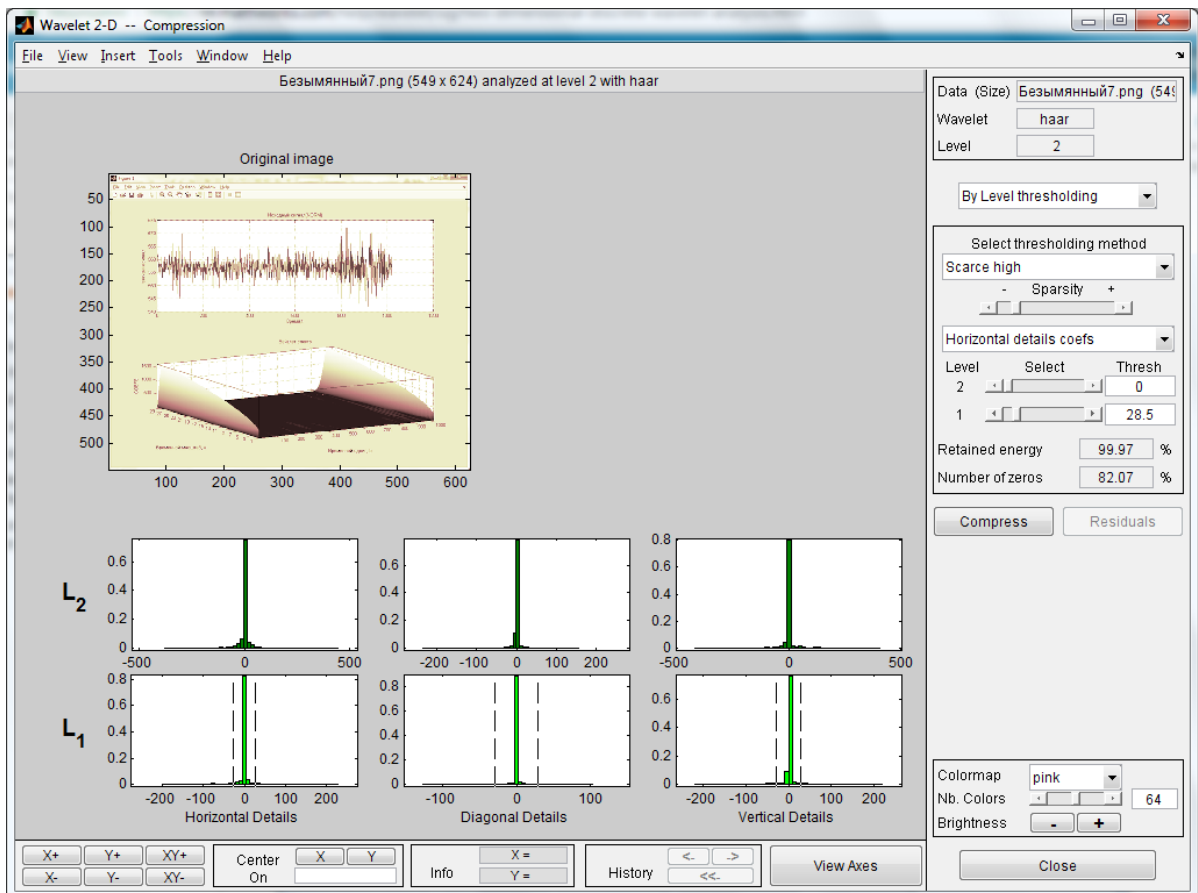 Wavelet 2-D -- Compression
File View Insert Tools Window Help
Безымянный7.png (549 x 624) analyzed at level 2 with haar
Original image
50
100
150
200
250
300
350
400
450
500
100 200 300 400 500 600
L2
0.6
0.4
0.2
0
-500 0 500
0.6
0.4
0.2
0
-200 -100 0 100 200
0.8
0.6
0.4
0.2
0
-500 0 500
L1
0.8
0.6
0.4
0.2
0
-200 -100 0 100 200
Horizontal Details
0.8
0.6
0.4
0.2
0
-100 0 100
Diagonal Details
0.6
0.4
0.2
0
-200 -100 0 100 200
Vertical Details
Data (Size) Безымянный7.png (549
Wavelet haar
Level 2
By Level thresholding
Select thresholding method
Scarce high
- Sparsity +
Horizontal details coefs
Level Select Thresh
2 0
1 28.5
Retained energy 99.97 %
Number of zeros 82.07 %
Compress Residuals
Colormap pink
Nb. Colors 64
Brightness - +
X+ Y+ XY+
X- Y- XY-
Center On X Y
Info X = Y =
History <- -> <<-
View Axes
Close